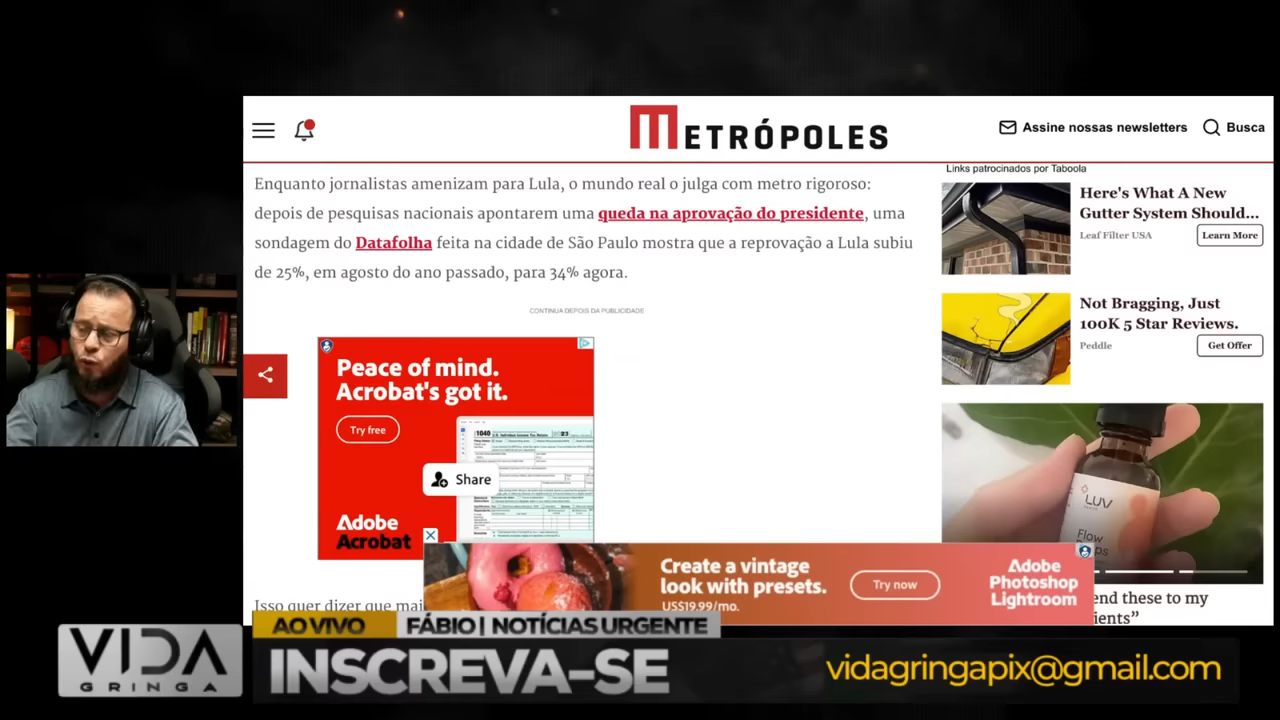 METRÓPOLES
Assine nossas newsletters
Busca
Enquanto jornalistas amenizam para Lula, o mundo real o julga com metro rigoroso:
depois de pesquisas nacionais apontarem uma queda na aprovação do presidente, uma
sondagem do Datafolha feita na cidade de São Paulo mostra que a reprovação a Lula subiu
de 25%, em agosto do ano passado, para 34% agora.
CONTINUA DEPOIS DA PUBLICIDADE
Peace of mind.
Acrobat's got it.
Try free
1040
Share
Adobe
Acrobat
Links patrocinados por Taboola
Here's What A New
Gutter System Should...
Leaf Filter USA
Learn More
Not Bragging, Just
100K 5 Star Reviews.
Peddle
Get Offer
LUV
Create a vintage
look with presets.
US$19.99/mo.
Try now
Adobe
Photoshop
Lightroom
end these to my
ients”
Isso quer dizer que mai
AO VIVO
FÁBIO | NOTÍCIAS URGENTE
VIDA
GRINGA
INSCREVA-SE
vidagringapix@gmail.com